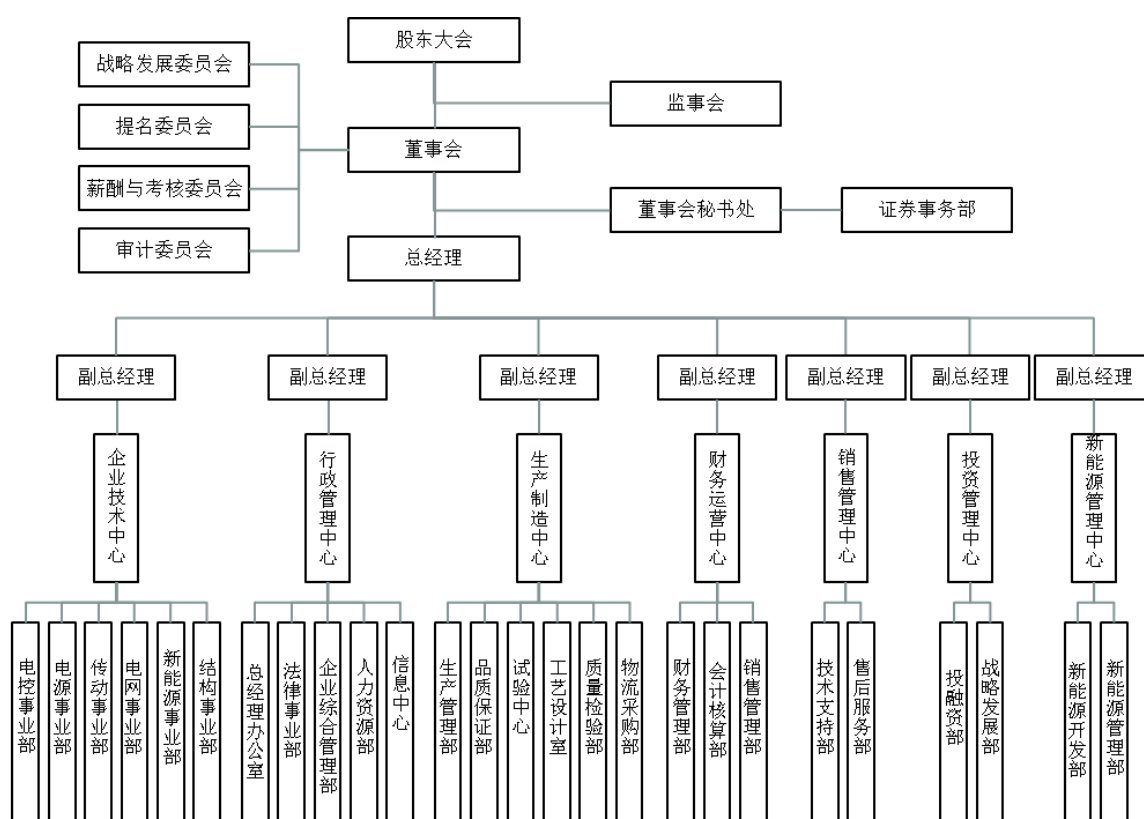 股东大会
战略发展委员会
监事会
提名委员会
董事会
薪酬与考核委员会
董事会秘书处
证券事务部
审计委员会
总经理
副总经理
副总经理
副总经理
副总经理
副总经理
副总经理
副总经理
企业技术中心
行政管理中心
生产制造中心
财务运营中心
销售管理中心
投资管理中心
新能源管理中心
电控事业部
电源事业部
传动事业部
电网事业部
新能源事业部
结构事业部
总经理办公室
法律事业部
企业综合管理部
人力资源部
信息中心
生产管理部
品质保证部
试验中心
工艺设计室
质量检验部
物流采购部
财务管理部
会计核算部
销售管理部
技术支持部
售后服务部
投融资部
战略发展部
新能源开发部
新能源管理部